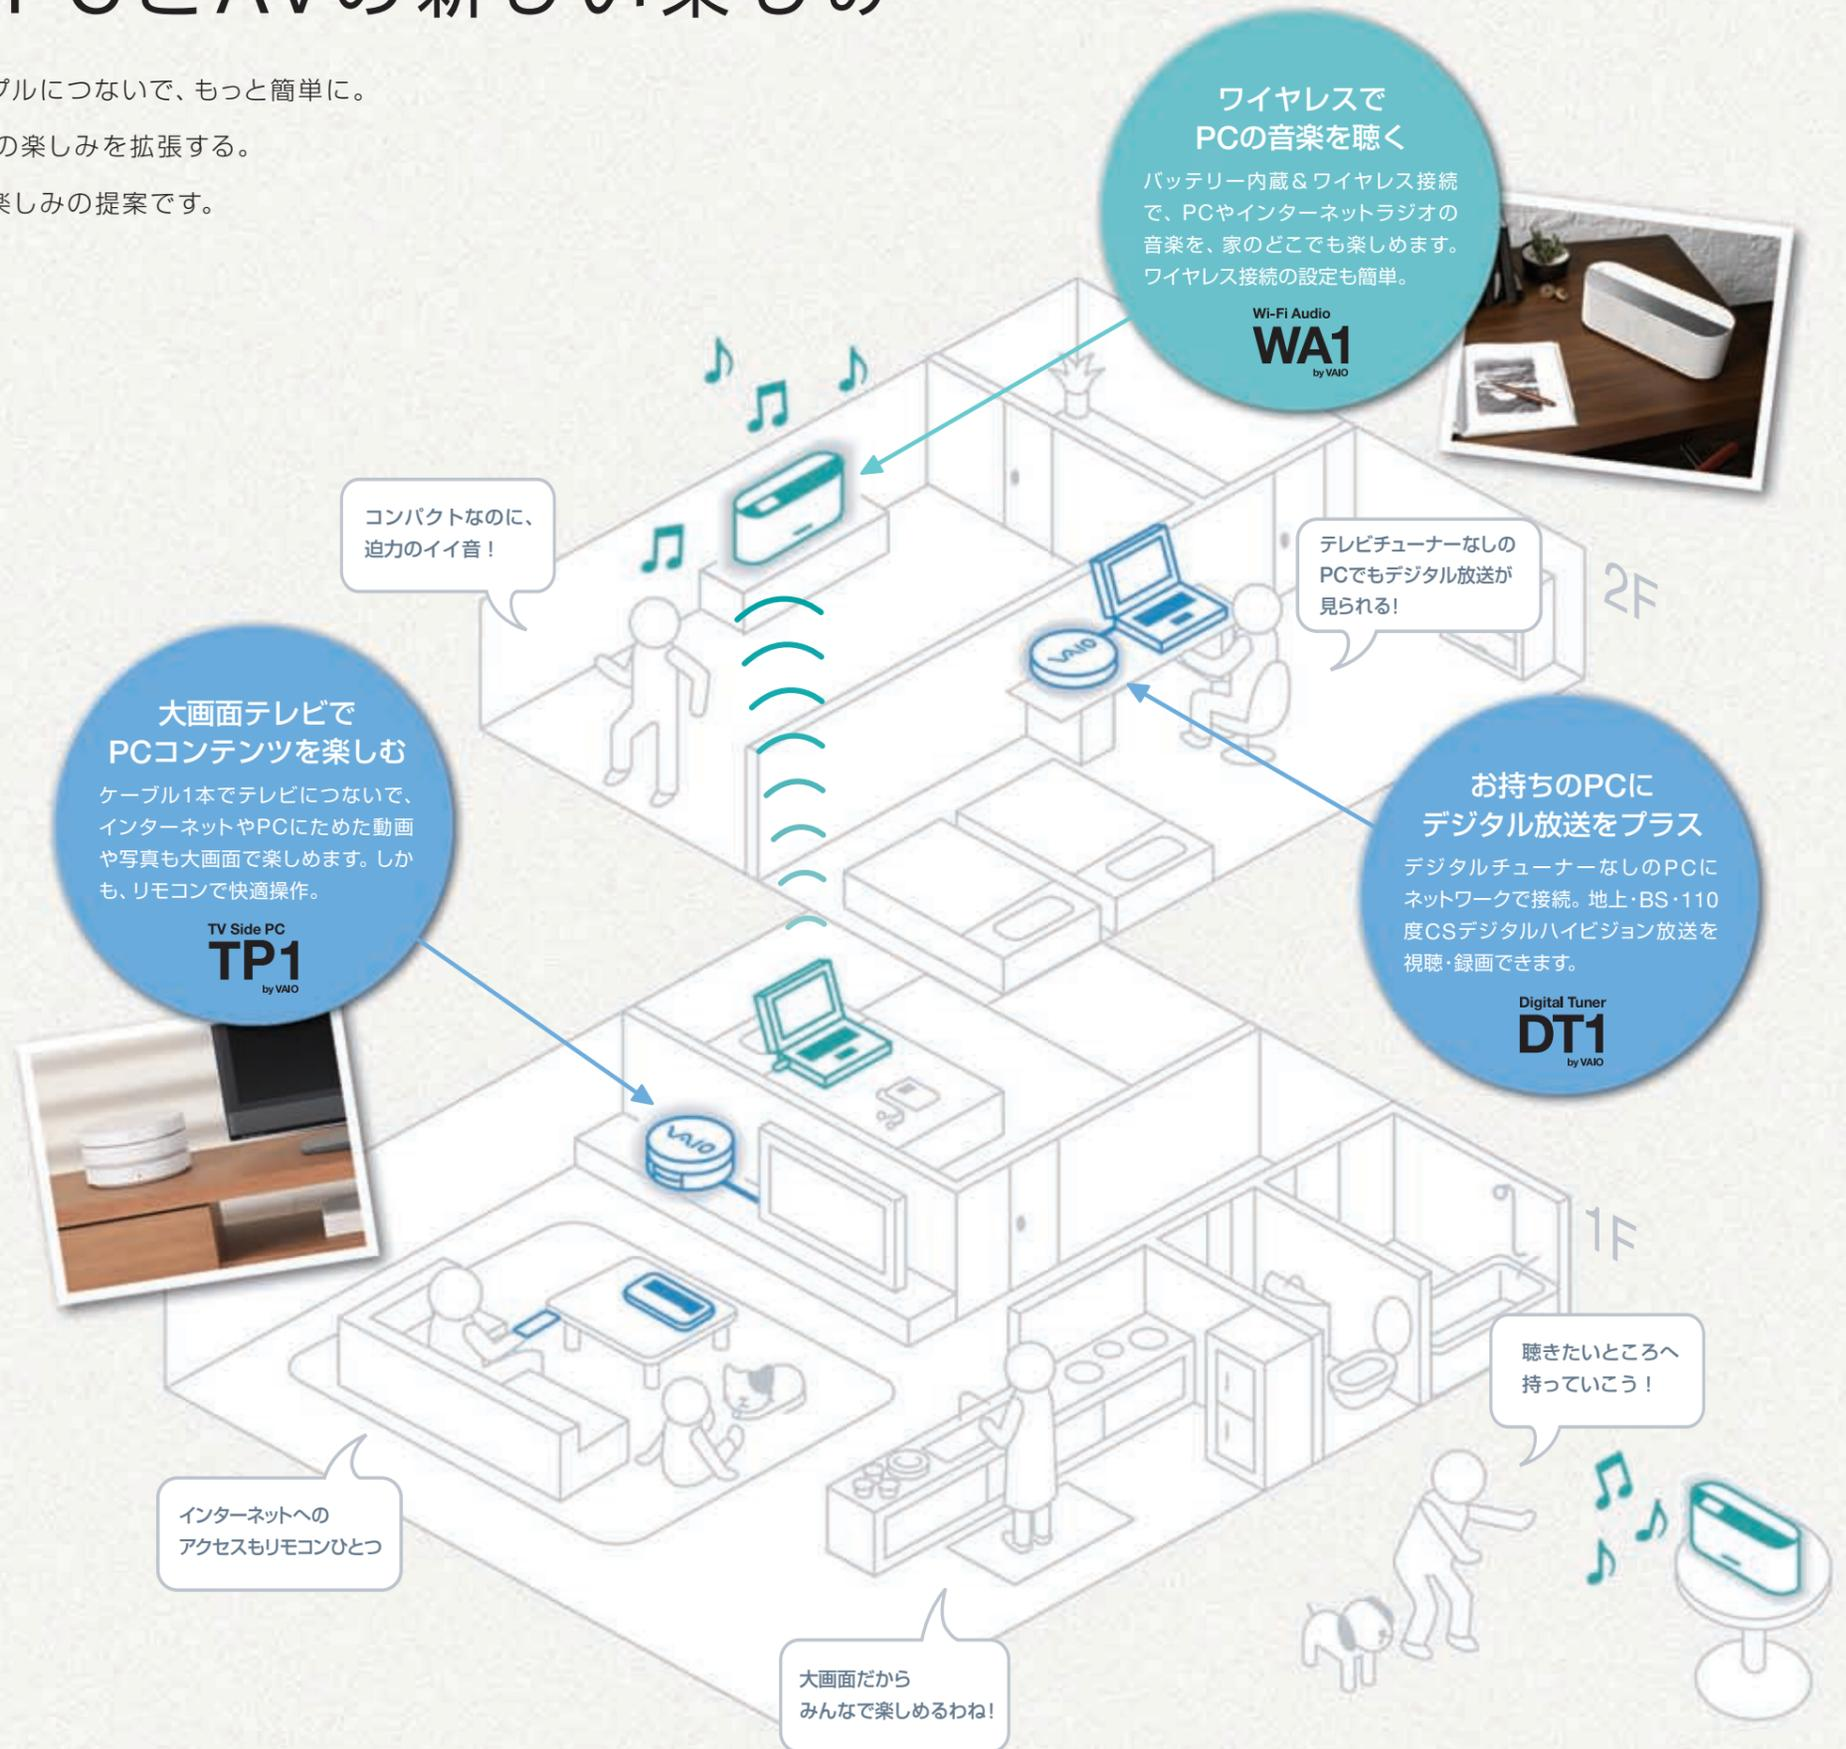 PCとAVの新しい楽しみ
プルにつないで、もっと簡単に。
の楽しみを拡張する。
楽しみの提案です。
ワイヤレスで
PCの音楽を聴く
バッテリー内蔵&ワイヤレス接続
で、PCやインターネットラジオの
音楽を、家のどこでも楽しめます。
ワイヤレス接続の設定も簡単。
Wi-Fi Audio
WA1
by VAIO
コンパクトなのに、
迫力のイイ音！
テレビチューナーなしの
PCでもデジタル放送が
見られる!
2F
VAIO
大画面テレビで
PCコンテンツを楽しむ
ケーブル1本でテレビにつないで、
インターネットやPCにためた動画
や写真も大画面で楽しめます。しか
も、リモコンで快適操作。
TV Side PC
TP1
by VAIO
お持ちのPCに
デジタル放送をプラス
デジタルチューナーなしのPCに
ネットワークで接続。地上・BS・110
度CSデジタルハイビジョン放送を
視聴・録画できます。
Digital Tuner
DT1
by VAIO
VAIO
1F
聴きたいところへ
持っていこう！
インターネットへの
アクセスもリモコンひとつ
大画面だから
みんなで楽しめるわね!